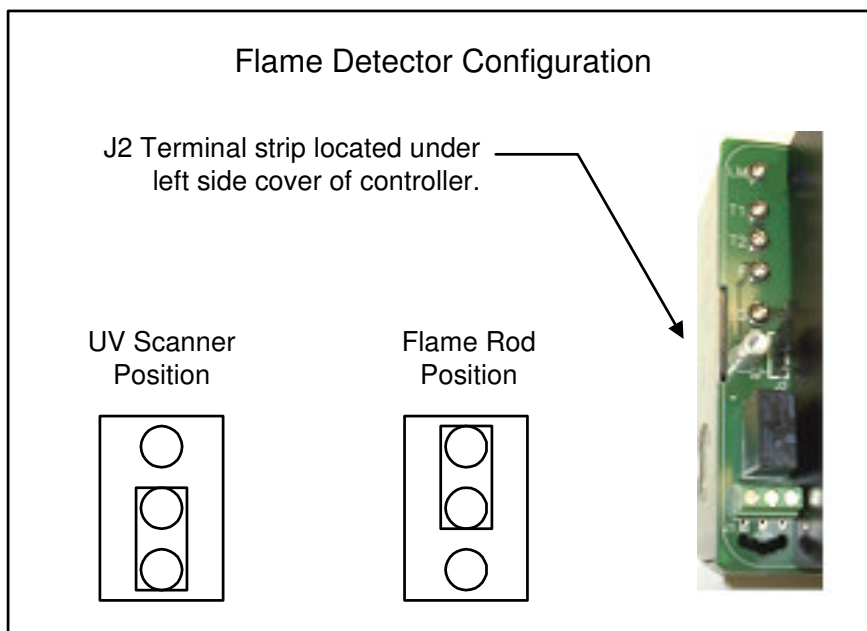 Flame Detector Configuration
J2 Terminal strip located under
left side cover of controller.
UV Scanner
Position
Flame Rod
Position
T1
T2